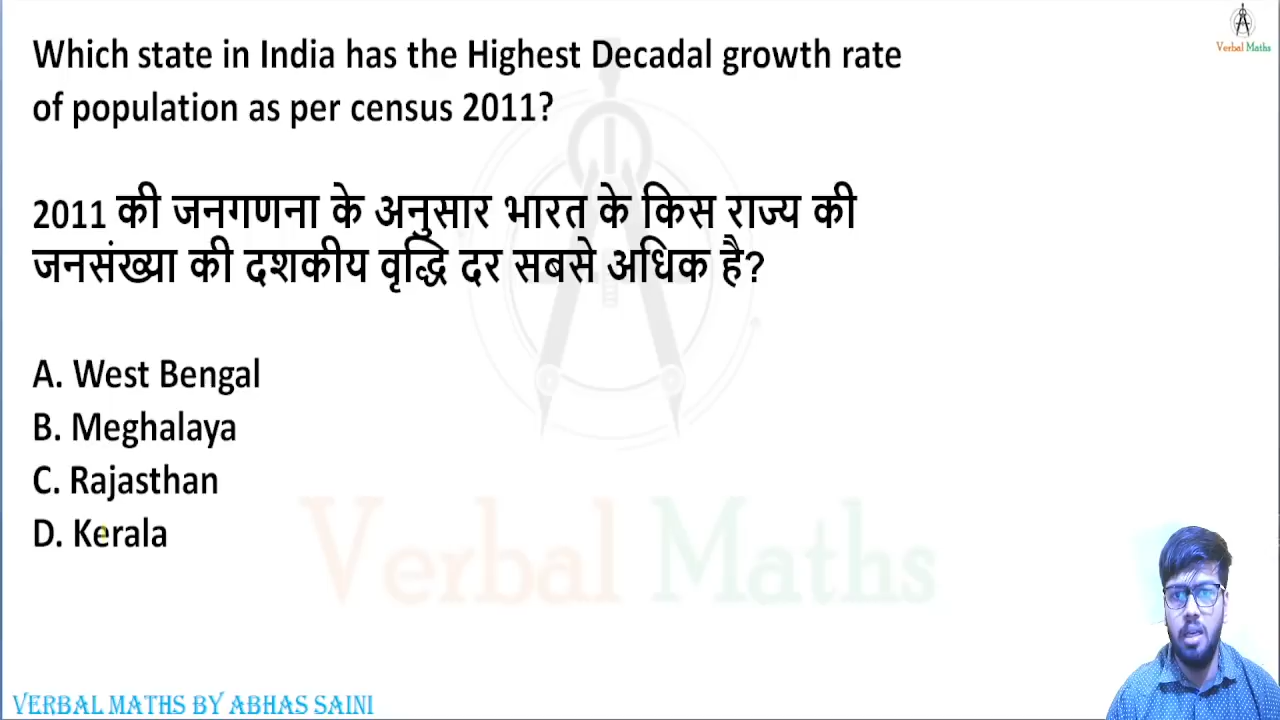 Verbal Maths
Which state in India has the Highest Decadal growth rate
of population as per census 2011?
2011 की जनगणना के अनुसार भारत के किस राज्य की
जनसंख्या की दशकीय वृद्धि दर सबसे अधिक है?
A. West Bengal
B. Meghalaya
C. Rajasthan
D. Kerala
Verbal Maths
VERBAL MATHS BY ABHAS SAINI